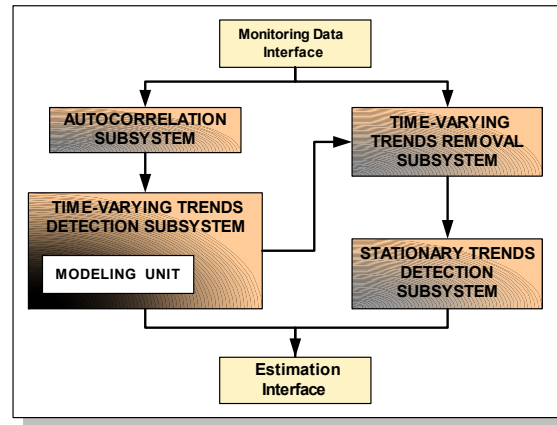 Monitoring Data
Interface
AUTOCORRELATION
SUBSYSTEM
TIME-VARYING
TRENDS REMOVAL
SUBSYSTEM
TIME-VARYING TRENDS
DETECTION SUBSYSTEM
MODELING UNIT
STATIONARY TRENDS
DETECTION
SUBSYSTEM
Estimation
Interface